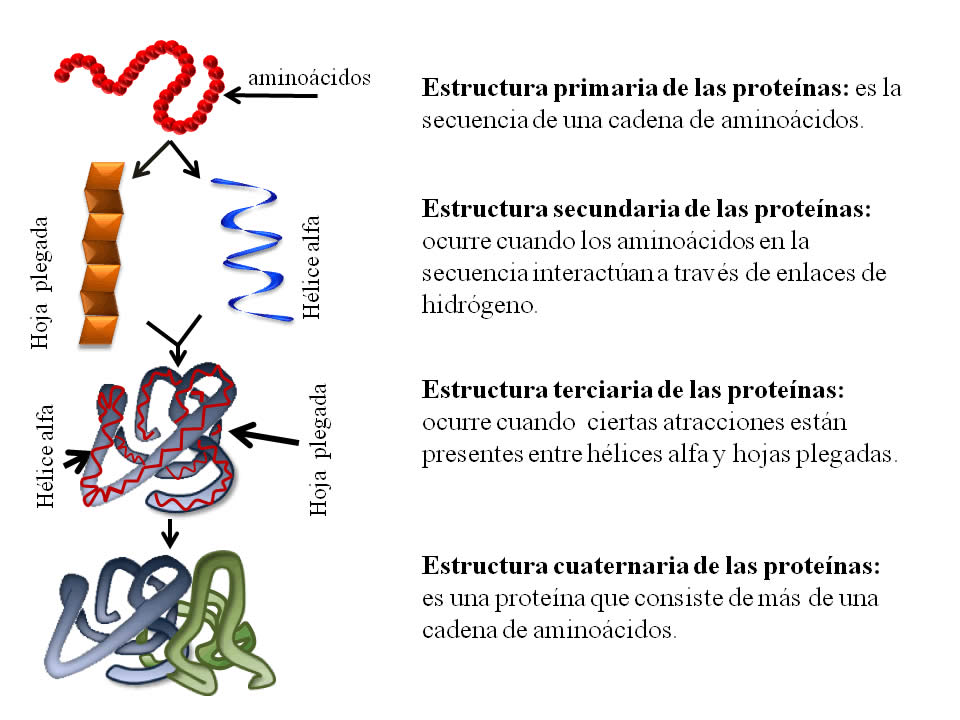 aminoácidos
Estructura primaria de las proteínas: es la
secuencia de una cadena de aminoácidos.
Hoja plegada
Hélice alfa
Estructura secundaria de las proteínas:
ocurre cuando los aminoácidos en la
secuencia interactúan a través de enlaces de
hidrógeno.
Hélice alfa
Hoja plegada
Estructura terciaria de las proteínas:
ocurre cuando ciertas atracciones están
presentes entre hélices alfa y hojas plegadas.
Estructura cuaternaria de las proteínas:
es una proteína que consiste de más de una
cadena de aminoácidos.